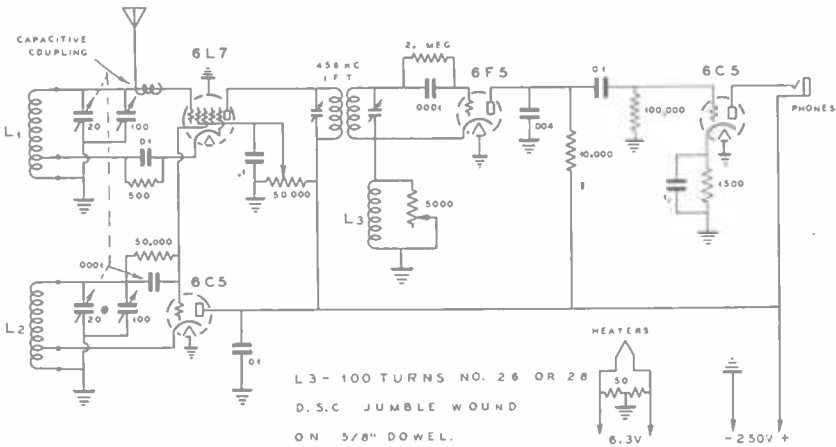 CAPACITIVE
COUPLING
6L7
456 KC
IFT
2. MEG
6F5
.0001
.01
6C5
PHONES
L1
20
100
.01
500
.1
50,000
L3
5000
.004
10,000
100,000
1500
.1
50,000
.0001
6C5
L2
20
100
.01
L3 - 100 TURNS NO. 26 OR 28
D.S.C JUMBLE WOUND
ON 5/8" DOWEL.
HEATERS
50
6.3V
-250V +